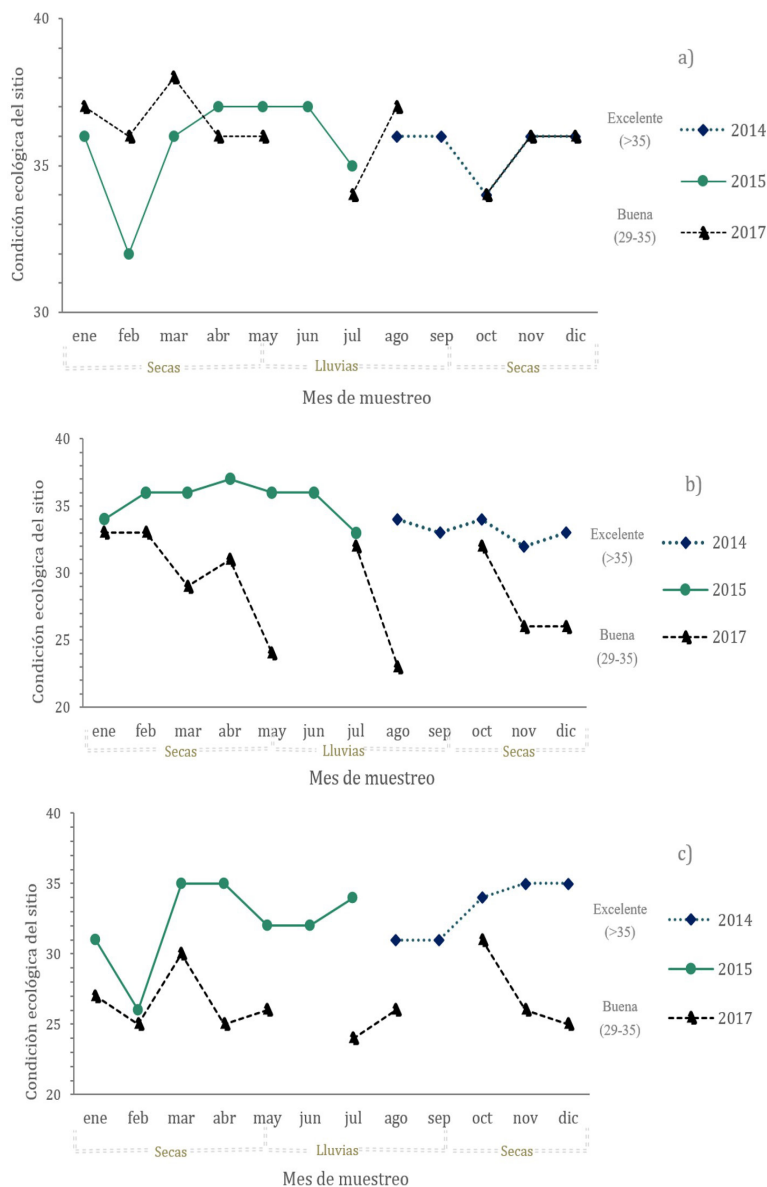 40
35
30
Condición ecológica del sitio
a)
Excelente
(>35)
Buena
(29-35)
2014
2015
2017
ene feb mar abr may jun jul ago sep oct nov dic
Secas Lluvias Secas
Mes de muestreo
40
35
30
25
20
Condición ecològica del sitio
b)
Excelente
(>35)
Buena
(29-35)
2014
2015
2017
ene feb mar abr may jun jul ago sep oct nov dic
Secas Lluvias Secas
Mes de muestreo
40
35
30
25
20
Condiciòn ecológica del sitio
c)
Excelente
(>35)
Buena
(29-35)
2014
2015
2017
ene feb mar abr may jun jul ago sep oct nov dic
Secas Lluvias Secas
Mes de muestreo